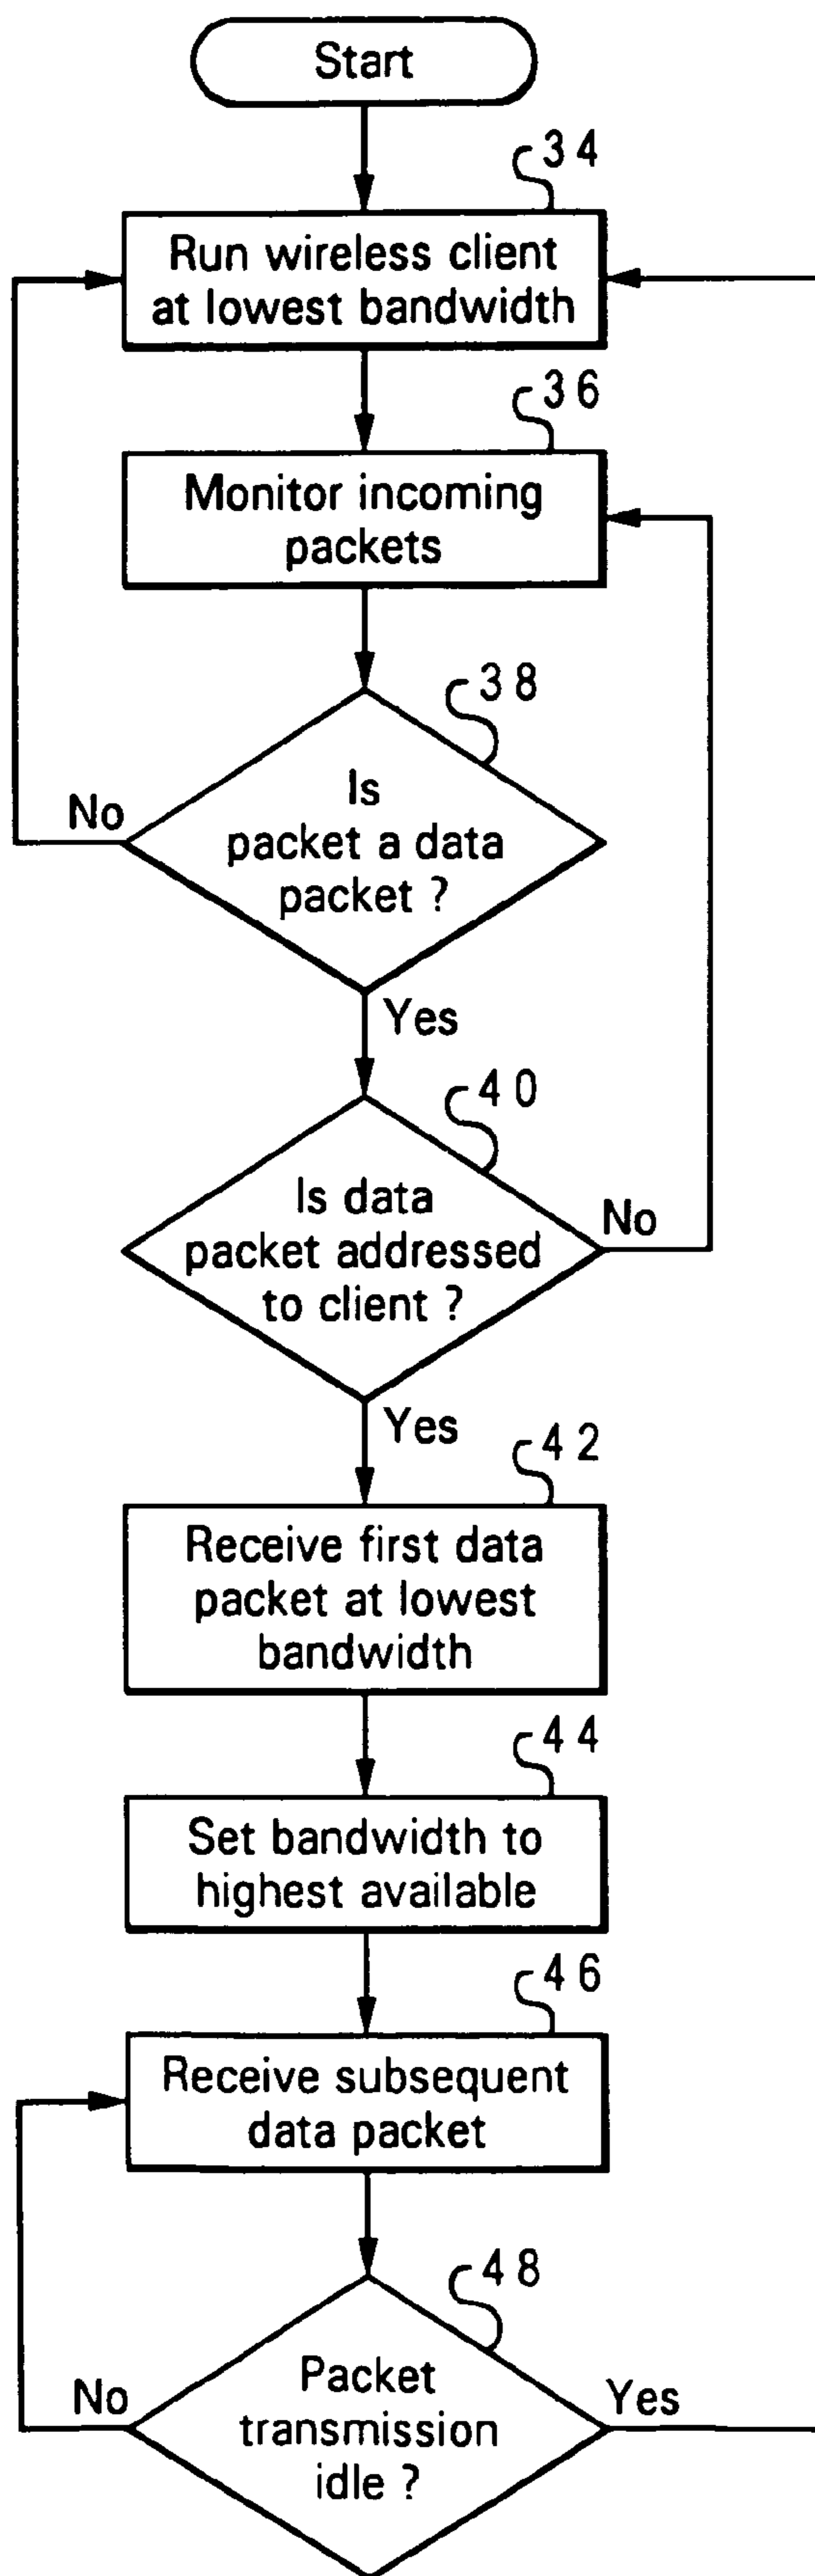 Start
34
Run wireless client
at lowest bandwidth
36
Monitor incoming
packets
38
Is
packet a data
packet ?
No
Yes
40
Is data
packet addressed
to client ?
No
Yes
42
Receive first data
packet at lowest
bandwidth
44
Set bandwidth to
highest available
46
Receive subsequent
data packet
48
Packet
transmission
idle ?
No
Yes